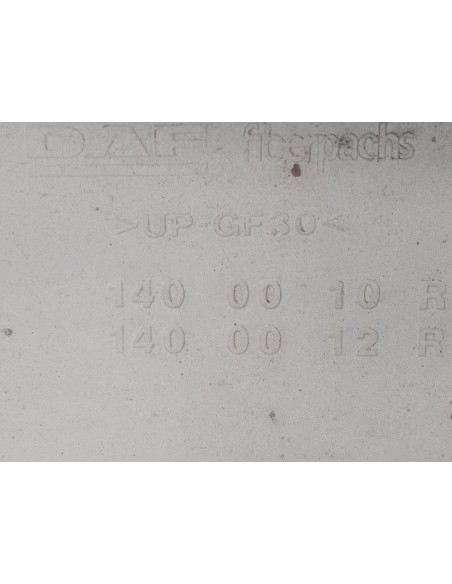 DAF fiberpachs
>UP-GF30<
140 00 10 R
140 00 12 R